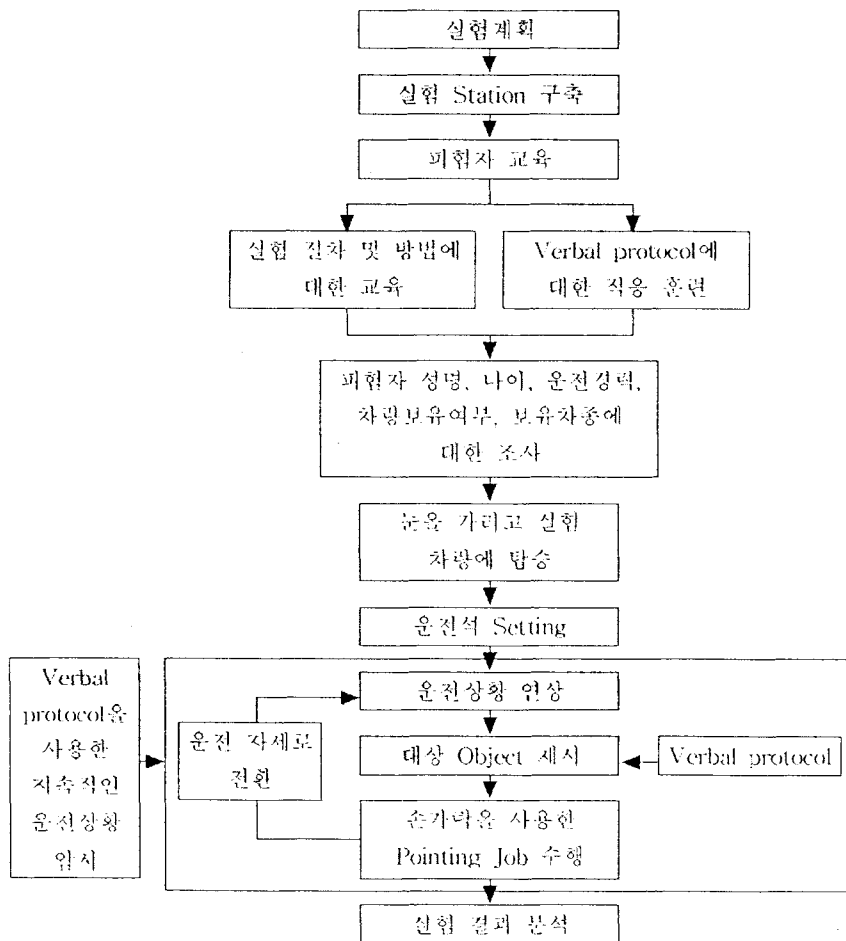 실험계획
실험 Station 구축
피험자 교육
실험 절차 및 방법에
대한 교육
Verbal protocol에
대한 적응 훈련
피험자 성명, 나이, 운전경력,
차량보유여부, 보유차종에
대한 조사
눈을 가리고 실험
차량에 탑승
운전석 Setting
Verbal
protocol을
사용한
지속적인
운전상황
암시
운전상황 연상
운전 자세로
전환
대상 Object 제시
Verbal protocol
손가락을 사용한
Pointing Job 수행
실험 결과 분석